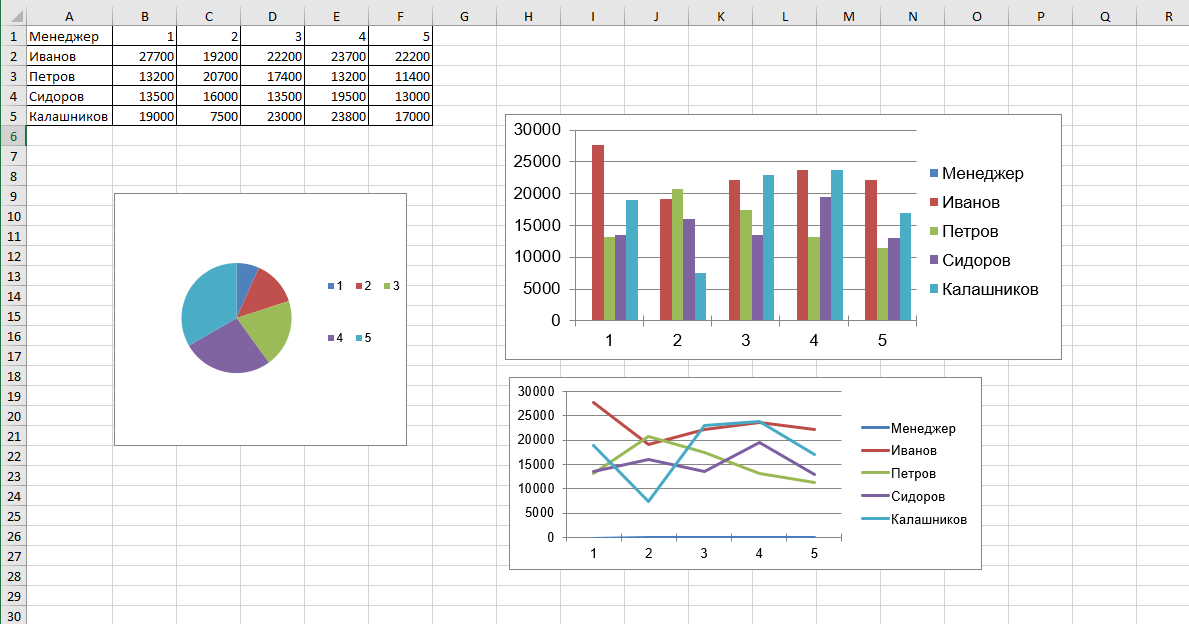 A B C D E F G H I J K L M N O P Q R
1 Менеджер 1 2 3 4 5
2 Иванов 27700 19200 22200 23700 22200
3 Петров 13200 20700 17400 13200 11400
4 Сидоров 13500 16000 13500 19500 13000
5 Калашников 19000 7500 23000 23800 17000
6
7
8
9
10
11
12
13
14
15
16
17
18
19
20
21
22
23
24
25
26
27
28
29
30
1 2 3
4 5
30000
25000
20000
15000
10000
5000
0
1 2 3 4 5
Менеджер
Иванов
Петров
Сидоров
Калашников
30000
25000
20000
15000
10000
5000
0
1 2 3 4 5
Менеджер
Иванов
Петров
Сидоров
Калашников